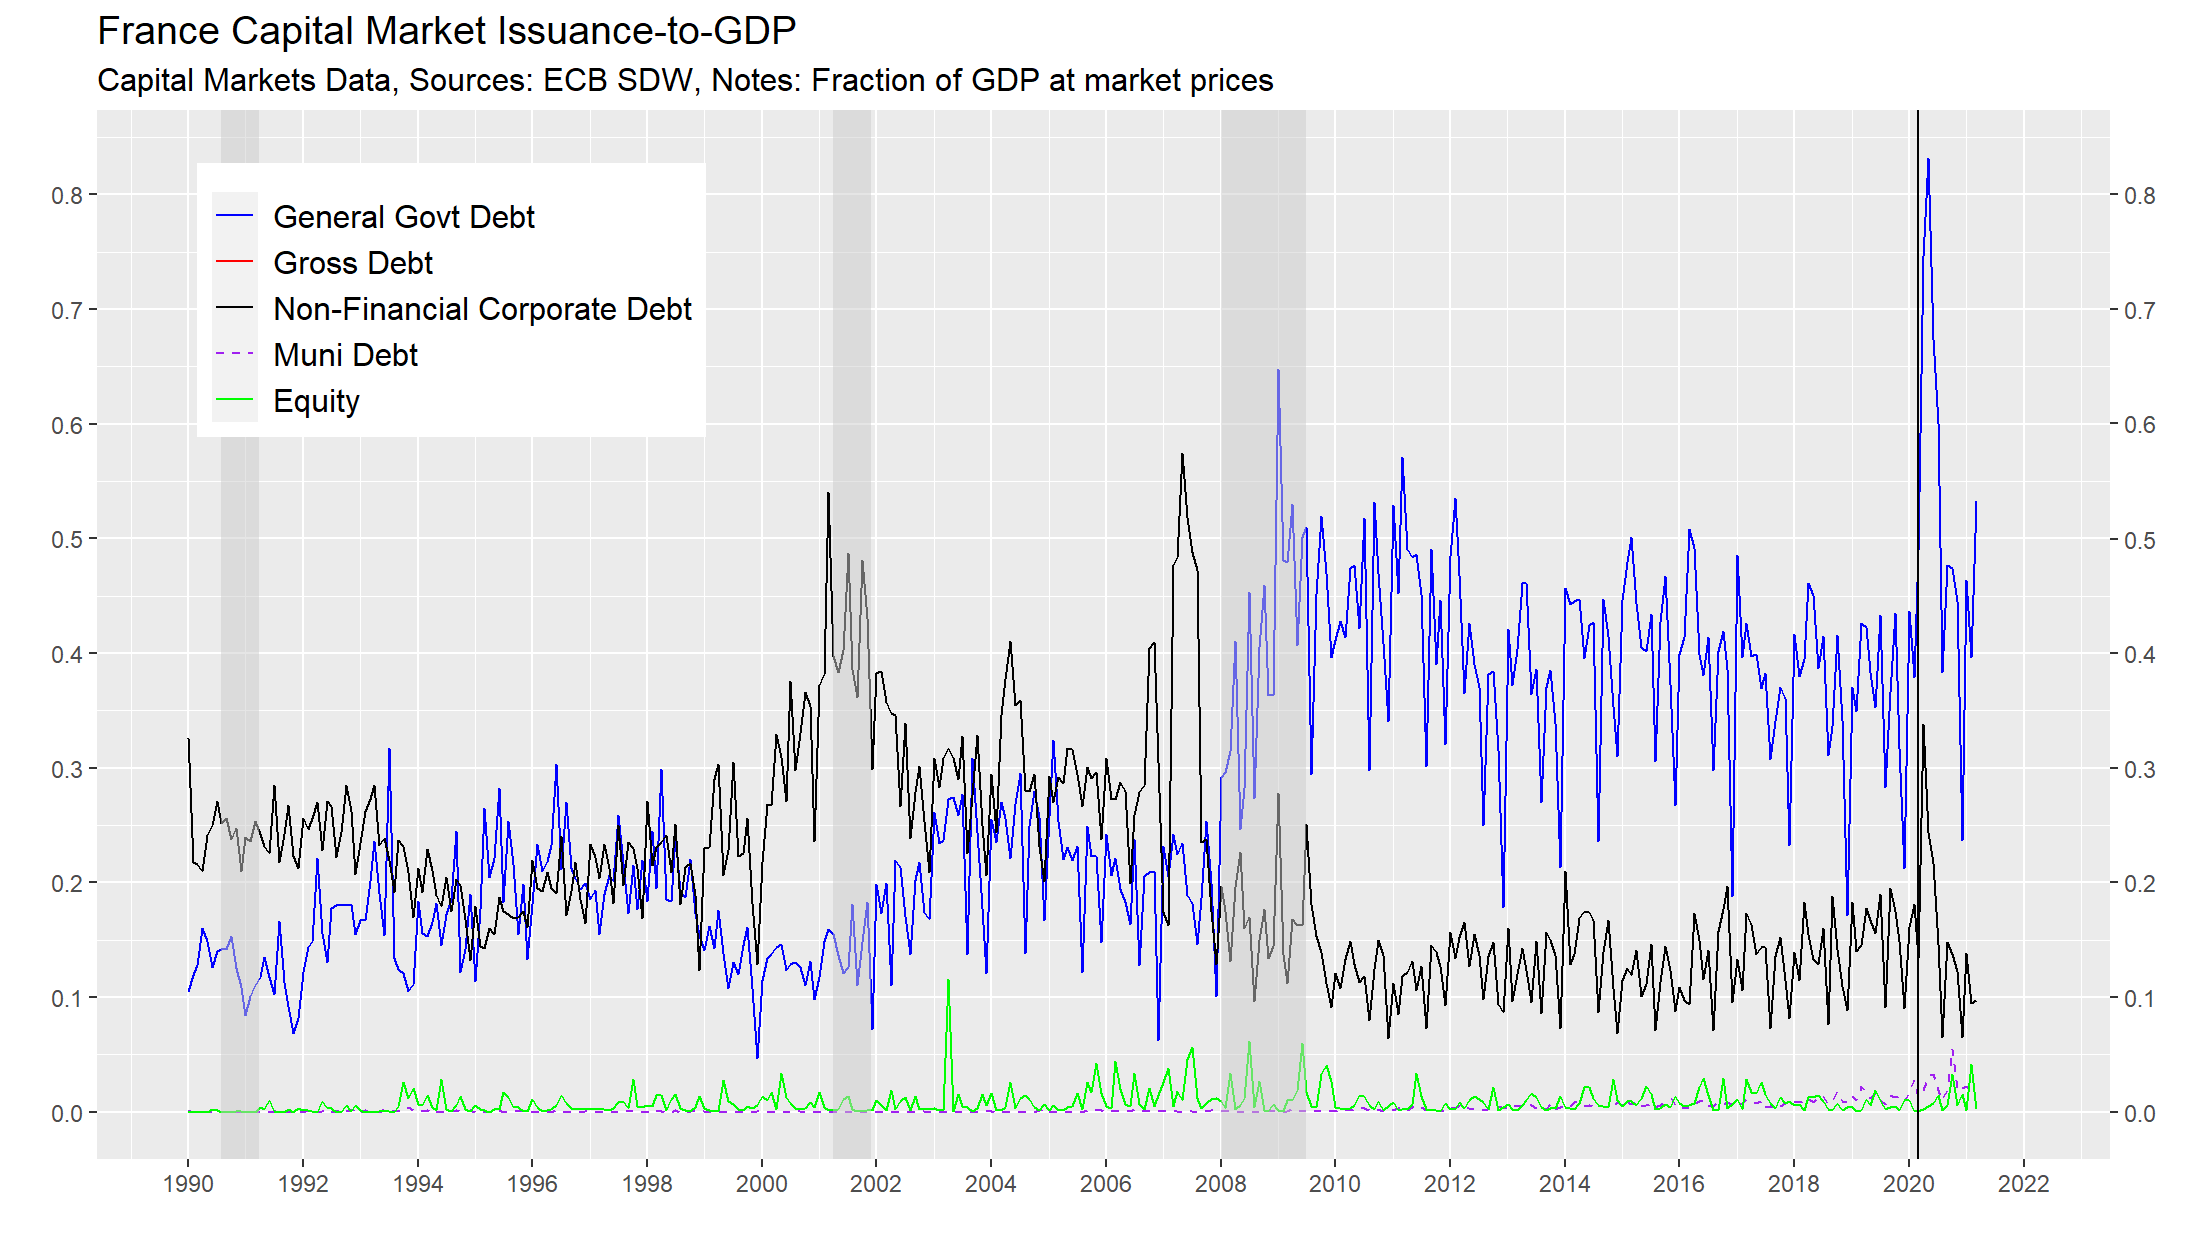 France Capital Market Issuance-to-GDP
Capital Markets Data, Sources: ECB SDW, Notes: Fraction of GDP at market prices
General Govt Debt
Gross Debt
Non-Financial Corporate Debt
Muni Debt
Equity
0.8 0.8
0.7 0.7
0.6 0.6
0.5 0.5
0.4 0.4
0.3 0.3
0.2 0.2
0.1 0.1
0.0 0.0
1990 1992 1994 1996 1998 2000 2002 2004 2006 2008 2010 2012 2014 2016 2018 2020 2022